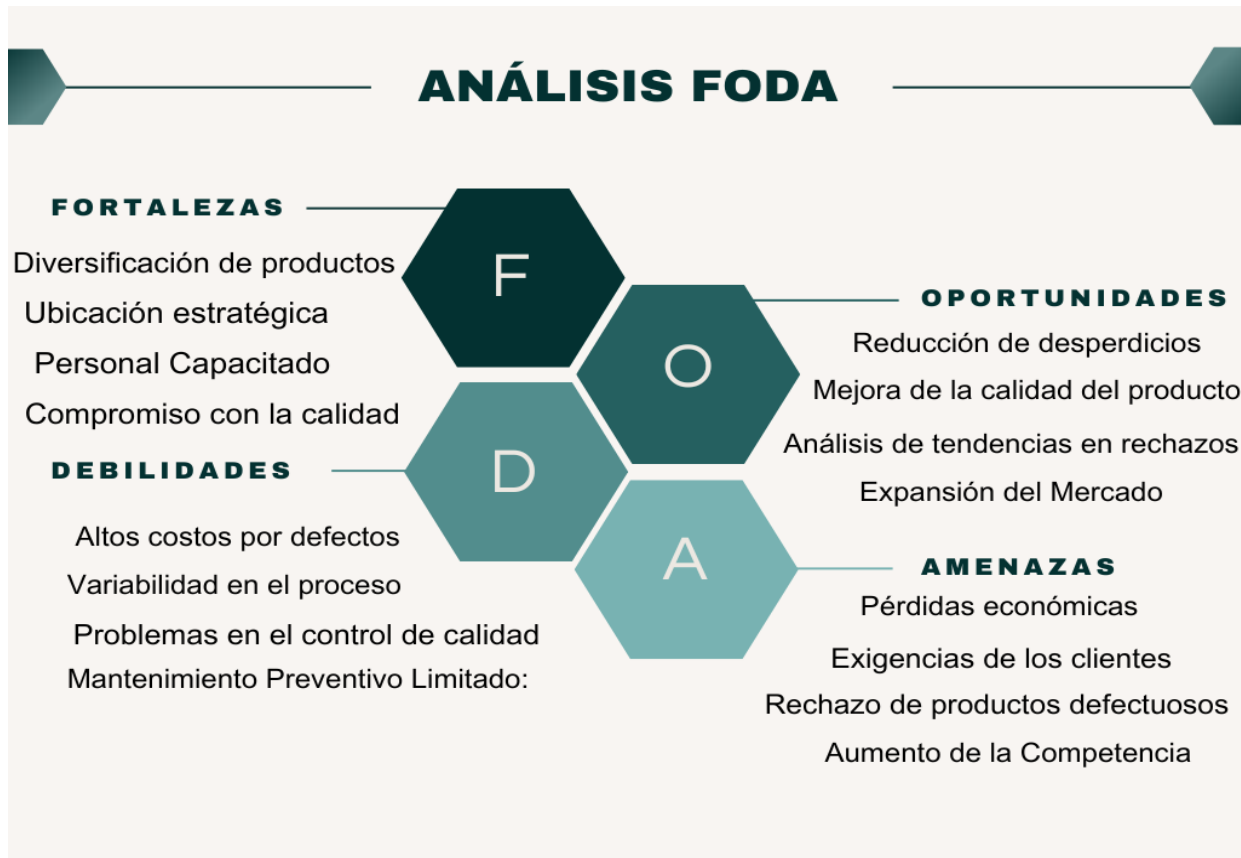 ANÁLISIS FODA
FORTALEZAS
Diversificación de productos
Ubicación estratégica
Personal Capacitado
Compromiso con la calidad
F
O
D
A
OPORTUNIDADES
Reducción de desperdicios
Mejora de la calidad del producto
Análisis de tendencias en rechazos
Expansión del Mercado
DEBILIDADES
Altos costos por defectos
Variabilidad en el proceso
Problemas en el control de calidad
Mantenimiento Preventivo Limitado:
AMENAZAS
Pérdidas económicas
Exigencias de los clientes
Rechazo de productos defectuosos
Aumento de la Competencia